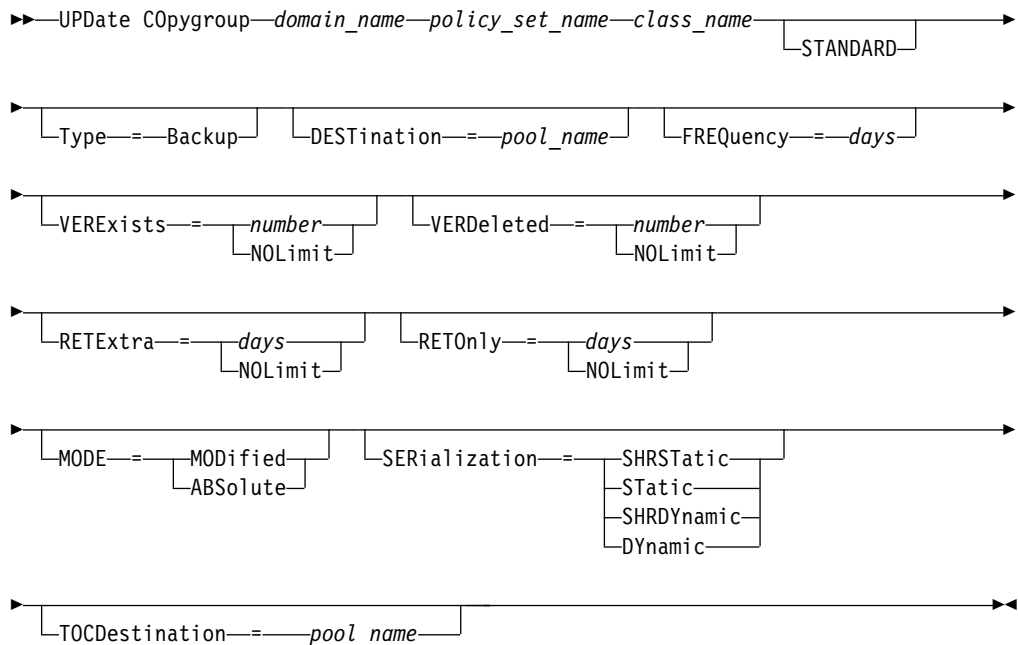 UPDate COpygroup domain_name policy_set_name class_name
STANDARD
Type = Backup DESTination = pool_name FREQuency = days
VERExists = number VERDeleted = number
NOLimit NOLimit
RETExtra = days RETOnly = days
NOLimit NOLimit
MODE = MODified SERialization = SHRSTatic
ABSolute STatic
SHRDYnamic
DYnamic
TOCDestination = pool name